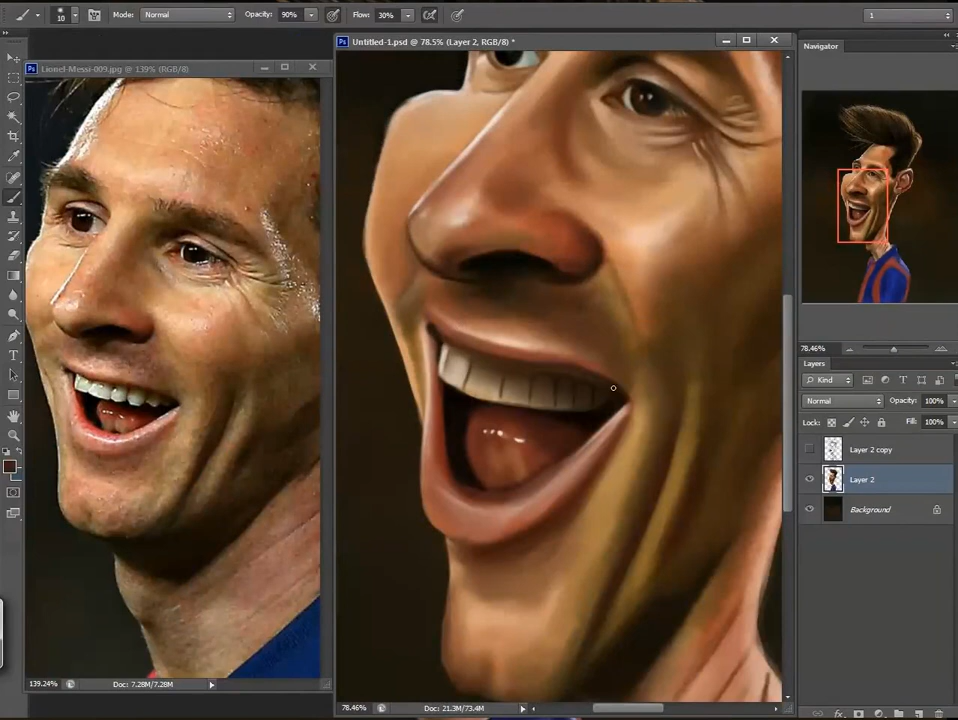 10 Mode: Normal Opacity: 90% Flow: 30% 1
Lionel-Messi-009.jpg @ 139% (RGB/8)
Untitled-1.psd @ 78.5% (Layer 2, RGB/8) *
Navigator
78.46%
Layers
Kind
Normal Opacity: 100%
Lock: Fill: 100%
Layer 2 copy
Layer 2
Background
139.24% Doc: 7.28M/7.28M
78.46% Doc: 21.3M/73.4M